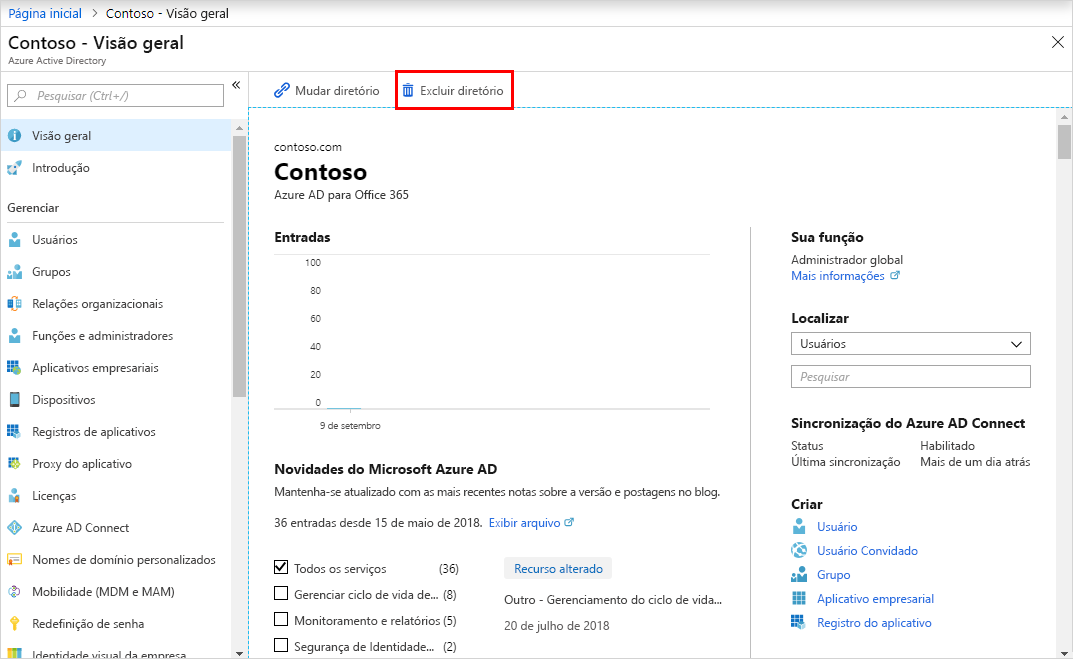 Página inicial > Contoso - Visão geral
Contoso - Visão geral
Azure Active Directory
Pesquisar (Ctrl+/)
Visão geral
Introdução
Gerenciar
Usuários
Grupos
Relações organizacionais
Funções e administradores
Aplicativos empresariais
Dispositivos
Registros de aplicativos
Proxy do aplicativo
Licenças
Azure AD Connect
Nomes de domínio personalizados
Mobilidade (MDM e MAM)
Redefinição de senha
Identidade visual da empresa
Mudar diretório
Excluir diretório
contoso.com
Contoso
Azure AD para Office 365
Entradas
100
80
60
40
20
0
9 de setembro
Novidades do Microsoft Azure AD
Mantenha-se atualizado com as mais recentes notas sobre a versão e postagens no blog.
36 entradas desde 15 de maio de 2018. Exibir arquivo
Todos os serviços (36)
Gerenciar ciclo de vida de... (8)
Monitoramento e relatórios (5)
Segurança de Identidade... (2)
Recurso alterado
Outro - Gerenciamento do ciclo de vida...
20 de julho de 2018
Sua função
Administrador global
Mais informações
Localizar
Usuários
Pesquisar
Sincronização do Azure AD Connect
Status Habilitado
Última sincronização Mais de um dia atrás
Criar
Usuário
Usuário Convidado
Grupo
Aplicativo empresarial
Registro do aplicativo